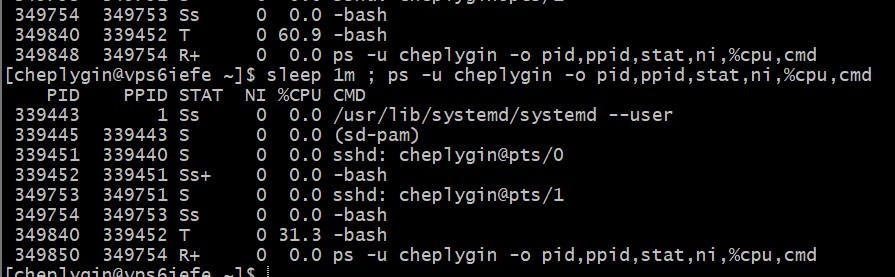 349754 349753 Ss 0 0.0 -bash
349840 339452 T 0 60.9 -bash
349848 349754 R+ 0 0.0 ps -u cheplygin -o pid,ppid,stat,ni,%cpu,cmd
[cheplygin@vps6iefe ~]$ sleep 1m ; ps -u cheplygin -o pid,ppid,stat,ni,%cpu,cmd
PID PPID STAT NI %CPU CMD
339443 1 Ss 0 0.0 /usr/lib/systemd/systemd --user
339445 339443 S 0 0.0 (sd-pam)
339451 339440 S 0 0.0 sshd: cheplygin@pts/0
339452 339451 Ss+ 0 0.0 -bash
349753 349751 S 0 0.0 sshd: cheplygin@pts/1
349754 349753 Ss 0 0.0 -bash
349840 339452 T 0 31.3 -bash
349850 349754 R+ 0 0.0 ps -u cheplygin -o pid,ppid,stat,ni,%cpu,cmd
[cheplygin@vps6iefe ~]$